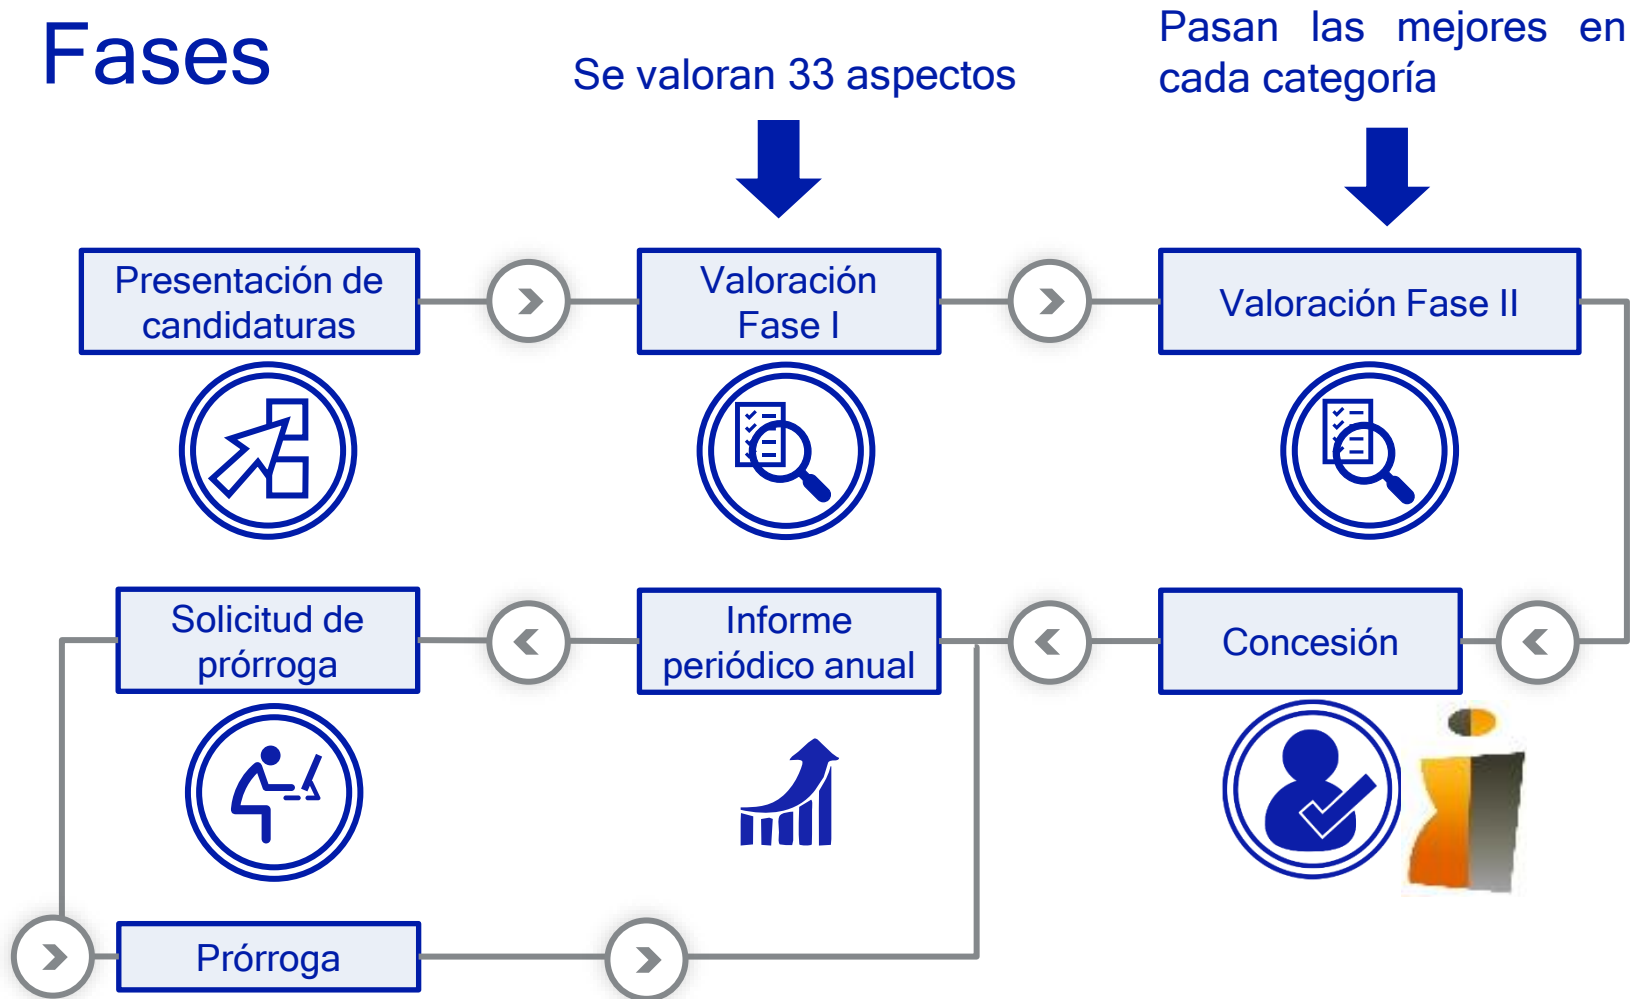 Fases
Se valoran 33 aspectos
Pasan las mejores en
cada categoría
Presentación de
candidaturas
Valoración
Fase I
Valoración Fase II
Solicitud de
prórroga
Informe
periódico anual
Concesión
Prórroga